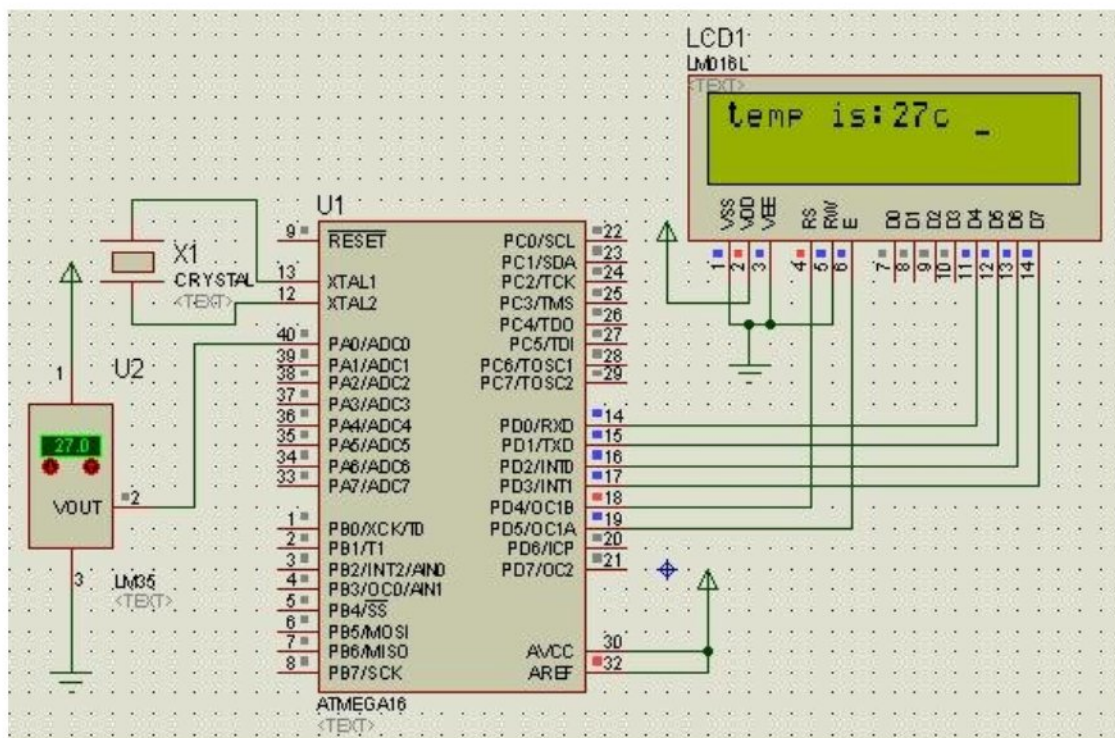 LCD1
LM016L
<TEXT>
temp is:27c _
VSS
VDD
VEE
RS
RW
E
D0
D1
D2
D3
D4
D5
D6
D7
1
2
3
4
5
6
7
8
9
10
11
12
13
14
X1
CRYSTAL
<TEXT>
U2
1
27.0
VOUT
2
3
LM35
<TEXT>
U1
9 RESET
13 XTAL1
12 XTAL2
40 PA0/ADC0
39 PA1/ADC1
38 PA2/ADC2
37 PA3/ADC3
36 PA4/ADC4
35 PA5/ADC5
34 PA6/ADC6
33 PA7/ADC7
1 PB0/XCK/T0
2 PB1/T1
3 PB2/INT2/AIN0
4 PB3/OC0/AIN1
5 PB4/SS
6 PB5/MOSI
7 PB6/MISO
8 PB7/SCK
PC0/SCL 22
PC1/SDA 23
PC2/TCK 24
PC3/TMS 25
PC4/TDO 26
PC5/TDI 27
PC6/TOSC1 28
PC7/TOSC2 29
PD0/RXD 14
PD1/TXD 15
PD2/INT0 16
PD3/INT1 17
PD4/OC1B 18
PD5/OC1A 19
PD6/ICP 20
PD7/OC2 21
AVCC 30
AREF 32
ATMEGA16
<TEXT>